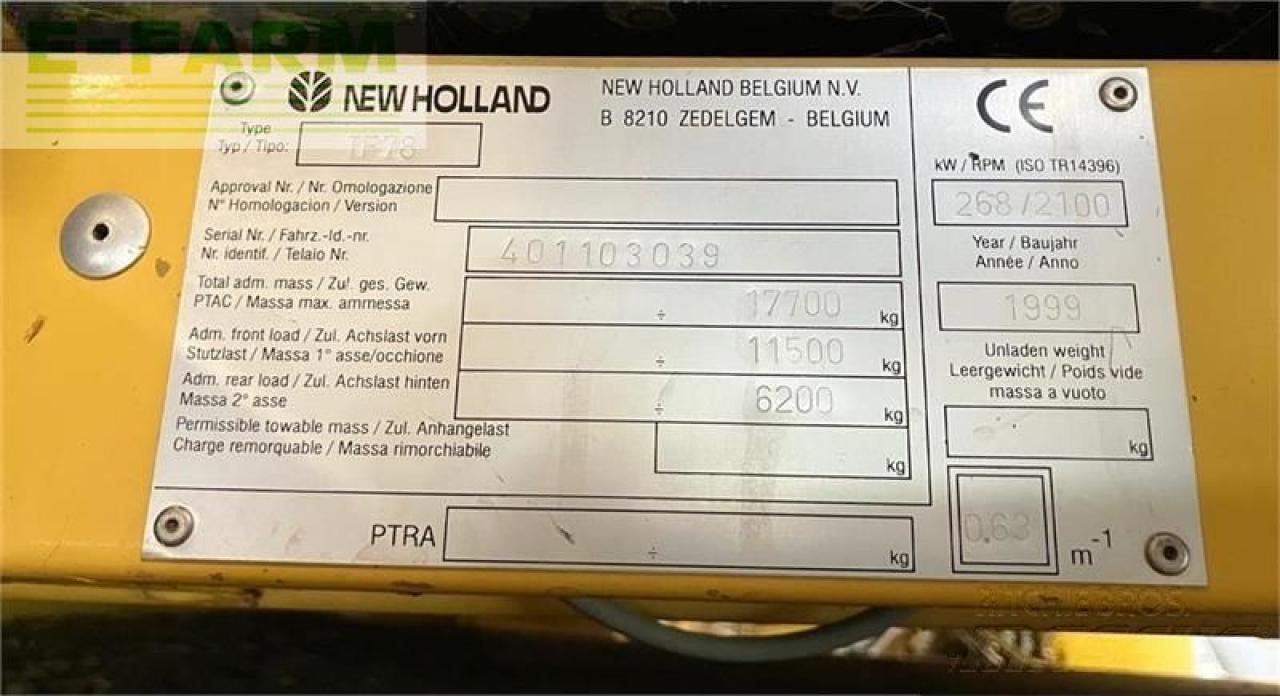 E-FARM
NEW HOLLAND
NEW HOLLAND BELGIUM N.V.
B 8210 ZEDELGEM - BELGIUM
CE
Type
Typ / Tipo:
TF78
Approval Nr. / Nr. Omologazione
N° Homologacion / Version
Serial Nr. / Fahrz.-Id.-nr.
Nr. identif. / Telaio Nr.
401103039
Total adm. mass / Zul. ges. Gew.
PTAC / Massa max. ammessa
÷ 17700 kg
Adm. front load / Zul. Achslast vorn
Stutzlast / Massa 1° asse/occhione
÷ 11500 kg
Adm. rear load / Zul. Achslast hinten
Massa 2° asse
÷ 6200 kg
Permissible towable mass / Zul. Anhangelast
Charge remorquable / Massa rimorchiabile
kg
PTRA ÷ kg
kW / RPM (ISO TR14396)
268/2100
Year / Baujahr
Année / Anno
1999
Unladen weight
Leergewicht / Poids vide
massa a vuoto
kg
0.63 m-1
BROS.